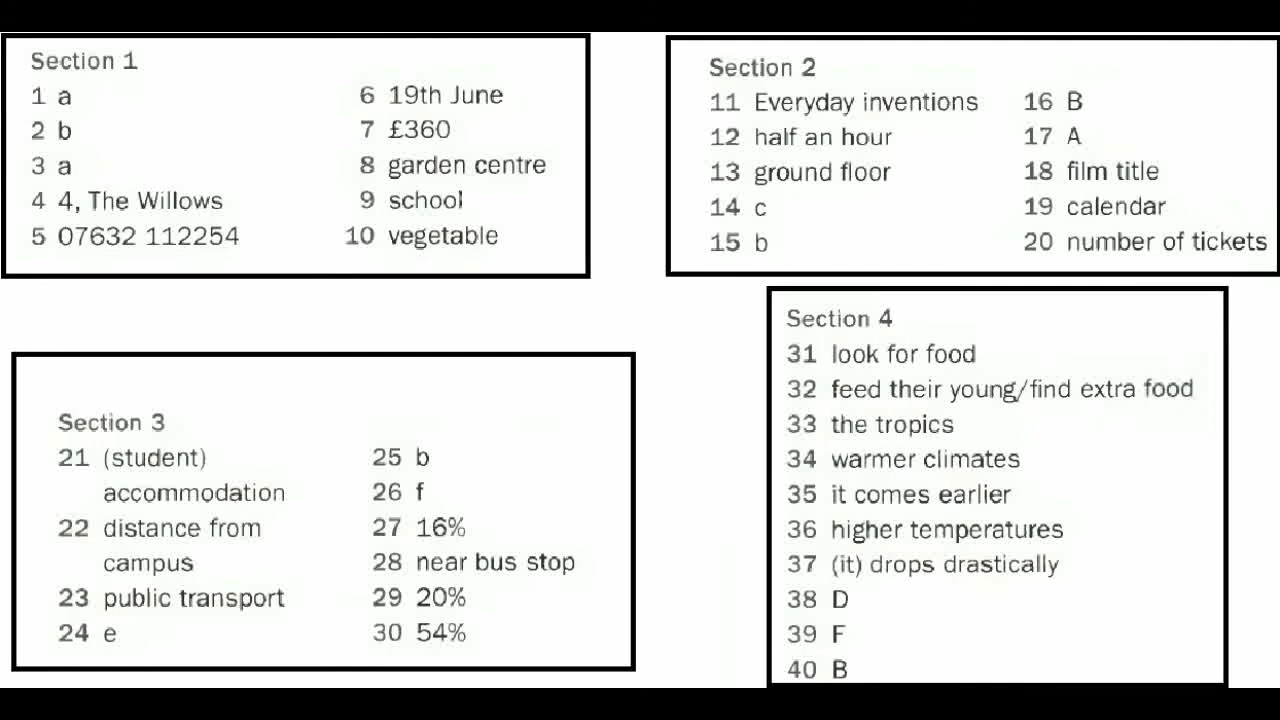 Section 1
1 a
2 b
3 a
4 4, The Willows
5 07632 112254
6 19th June
7 £360
8 garden centre
9 school
10 vegetable
Section 2
11 Everyday inventions
12 half an hour
13 ground floor
14 c
15 b
16 B
17 A
18 film title
19 calendar
20 number of tickets
Section 3
21 (student)
accommodation
22 distance from
campus
23 public transport
24 e
25 b
26 f
27 16%
28 near bus stop
29 20%
30 54%
Section 4
31 look for food
32 feed their young/find extra food
33 the tropics
34 warmer climates
35 it comes earlier
36 higher temperatures
37 (it) drops drastically
38 D
39 F
40 B